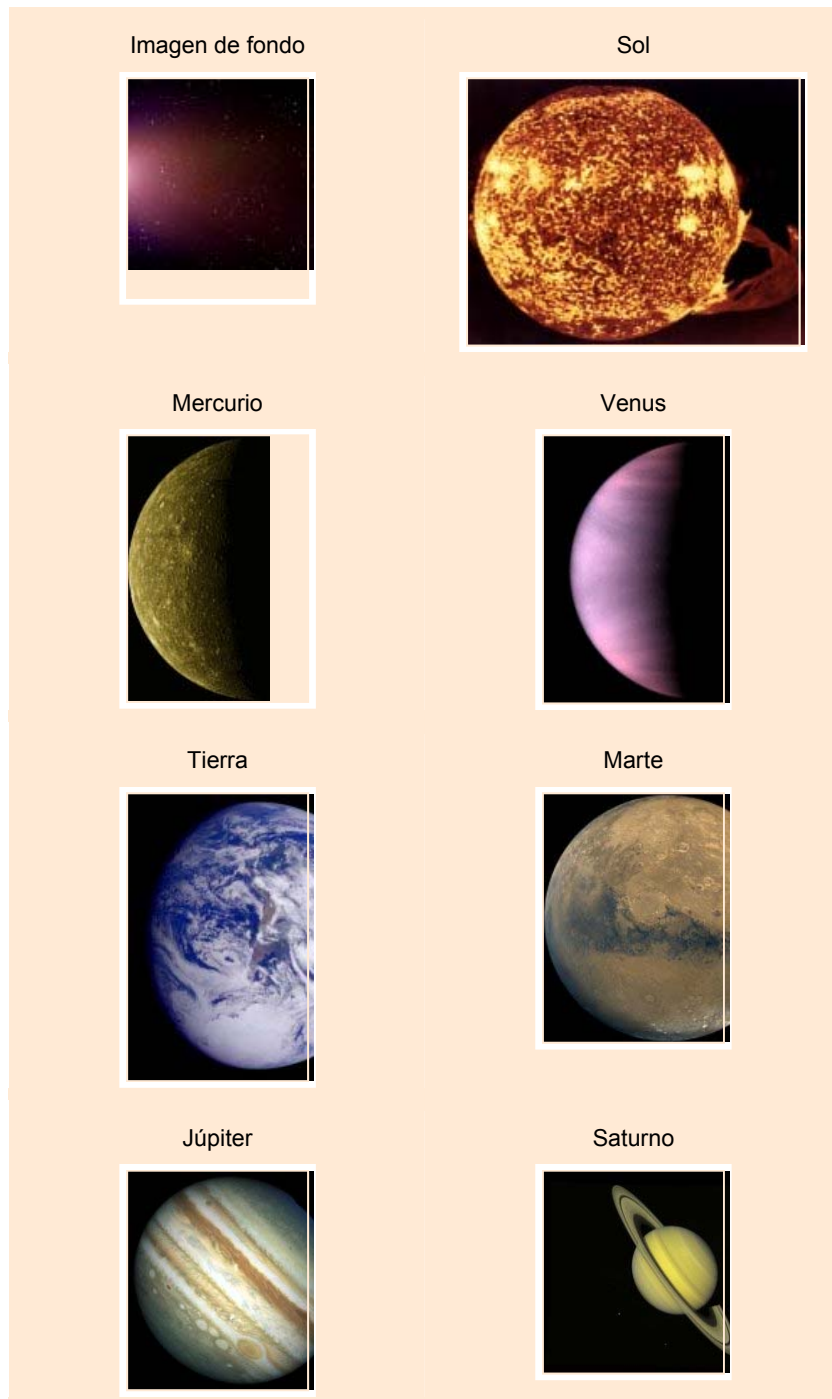 Imagen de fondo
Sol
Mercurio
Venus
Tierra
Marte
Júpiter
Saturno